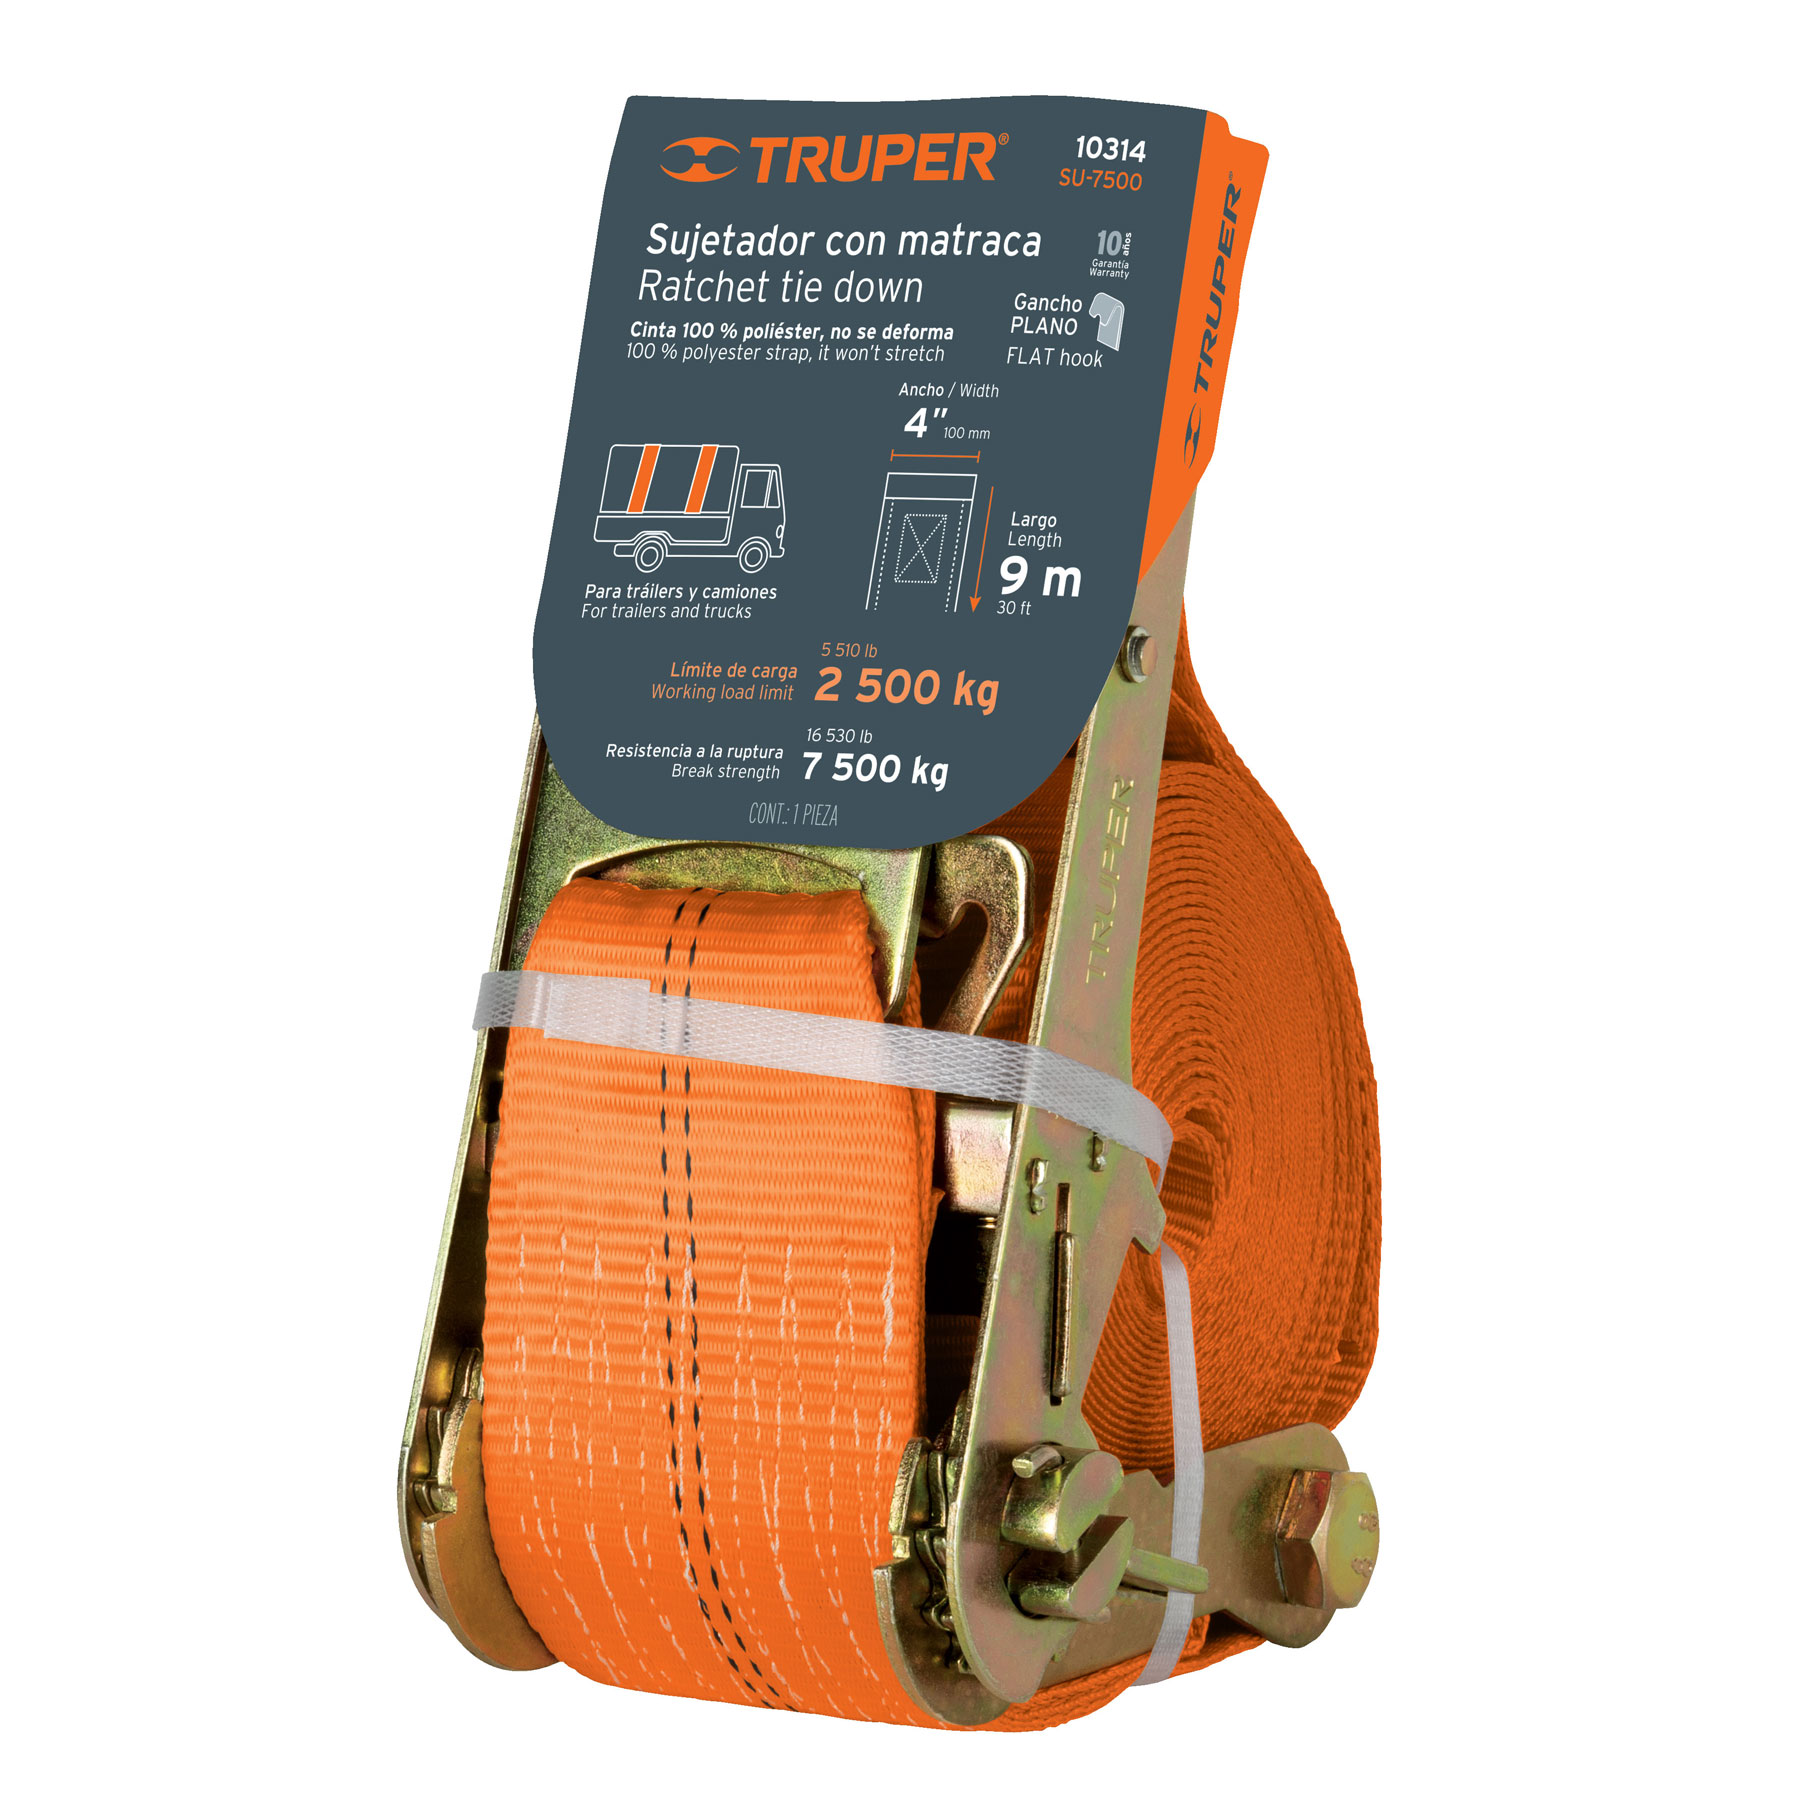 TRUPER®
10314
SU-7500
Sujetador con matraca
Ratchet tie down
10 años
Garantía
Warranty
Cinta 100 % poliéster, no se deforma
100 % polyester strap, it won't stretch
Gancho
PLANO
FLAT hook
Ancho / Width
4" 100 mm
Largo
Length
9 m
30 ft
Para tráilers y camiones
For trailers and trucks
5 510 lb
Límite de carga
Working load limit
2 500 kg
16 530 lb
Resistencia a la ruptura
Break strength
7 500 kg
CONT.: 1 PIEZA
TRUPER®
TRUPER